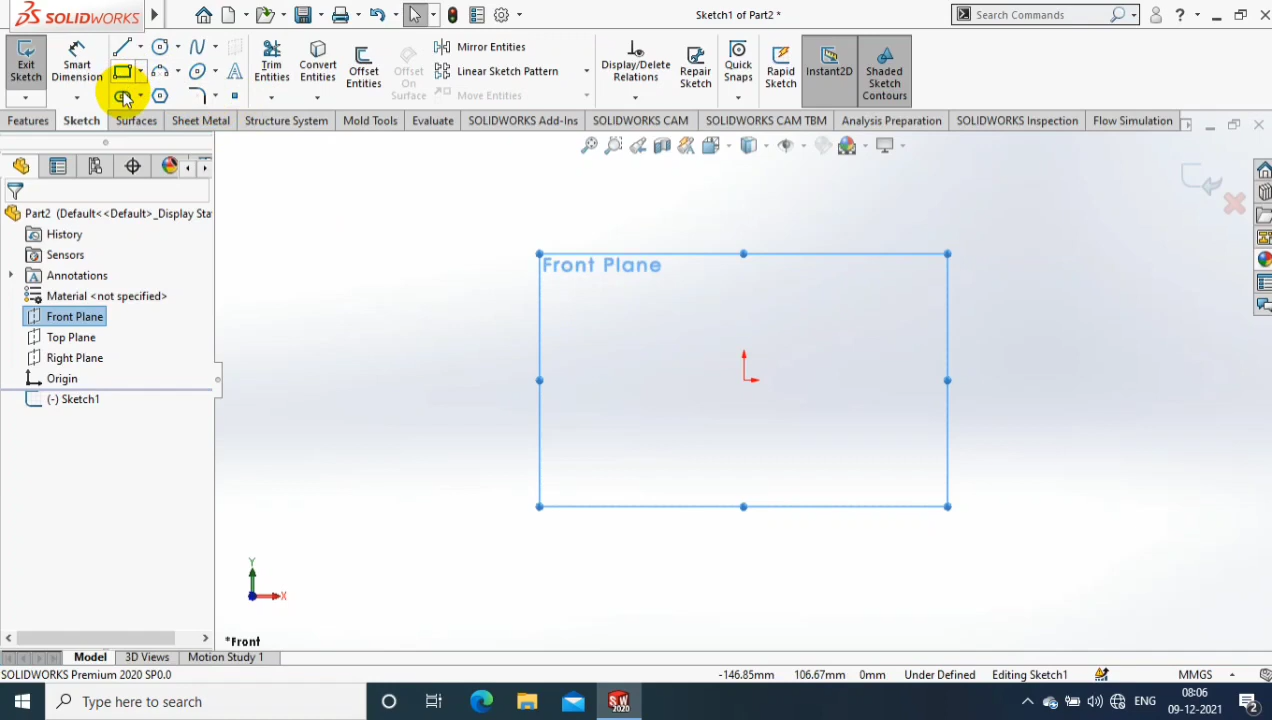 SOLIDWORKS
Sketch1 of Part2 *
Search Commands
Exit Sketch
Smart Dimension
Trim Entities
Convert Entities
Offset Entities
Offset On Surface
Mirror Entities
Linear Sketch Pattern
Move Entities
Display/Delete Relations
Repair Sketch
Quick Snaps
Rapid Sketch
Instant2D
Shaded Sketch Contours
Features
Sketch
Surfaces
Sheet Metal
Structure System
Mold Tools
Evaluate
SOLIDWORKS Add-Ins
SOLIDWORKS CAM
SOLIDWORKS CAM TBM
Analysis Preparation
SOLIDWORKS Inspection
Flow Simulation
Part2 (Default<<Default>_Display Sta
History
Sensors
Annotations
Material <not specified>
Front Plane
Top Plane
Right Plane
Origin
(-) Sketch1
Front Plane
Y
X
*Front
Model
3D Views
Motion Study 1
SOLIDWORKS Premium 2020 SP0.0
-146.85mm
106.67mm
0mm
Under Defined
Editing Sketch1
MMGS
Type here to search
SW
2020
ENG
08:06
09-12-2021
2